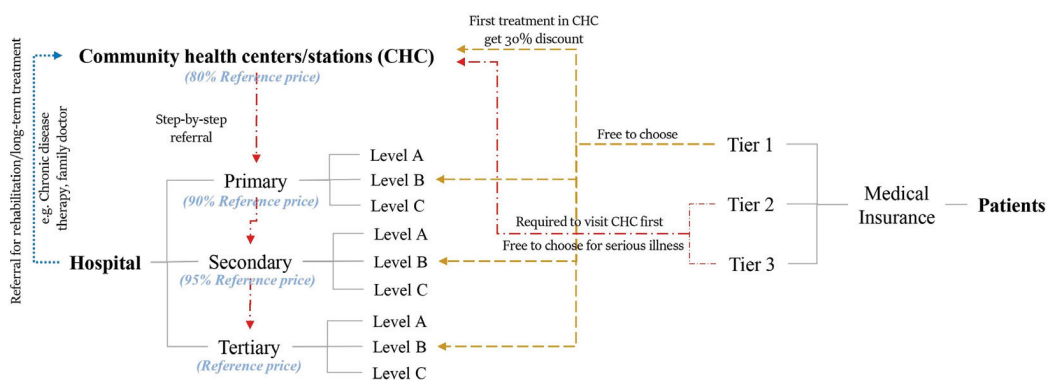 First treatment in CHC
get 30% discount
Community health centers/stations (CHC)
(80% Reference price)
Referral for rehabilitation/long-term treatment
e.g. Chronic disease
therapy, family doctor
Step-by-step
referral
Free to choose
Tier 1
Level A
Primary
Level B
(90% Reference price)
Level C
Tier 2
Medical
Insurance
Patients
Required to visit CHC first
Free to choose for serious illness
Level A
Hospital
Secondary
Level B
Tier 3
(95% Reference price)
Level C
Level A
Tertiary
Level B
(Reference price)
Level C